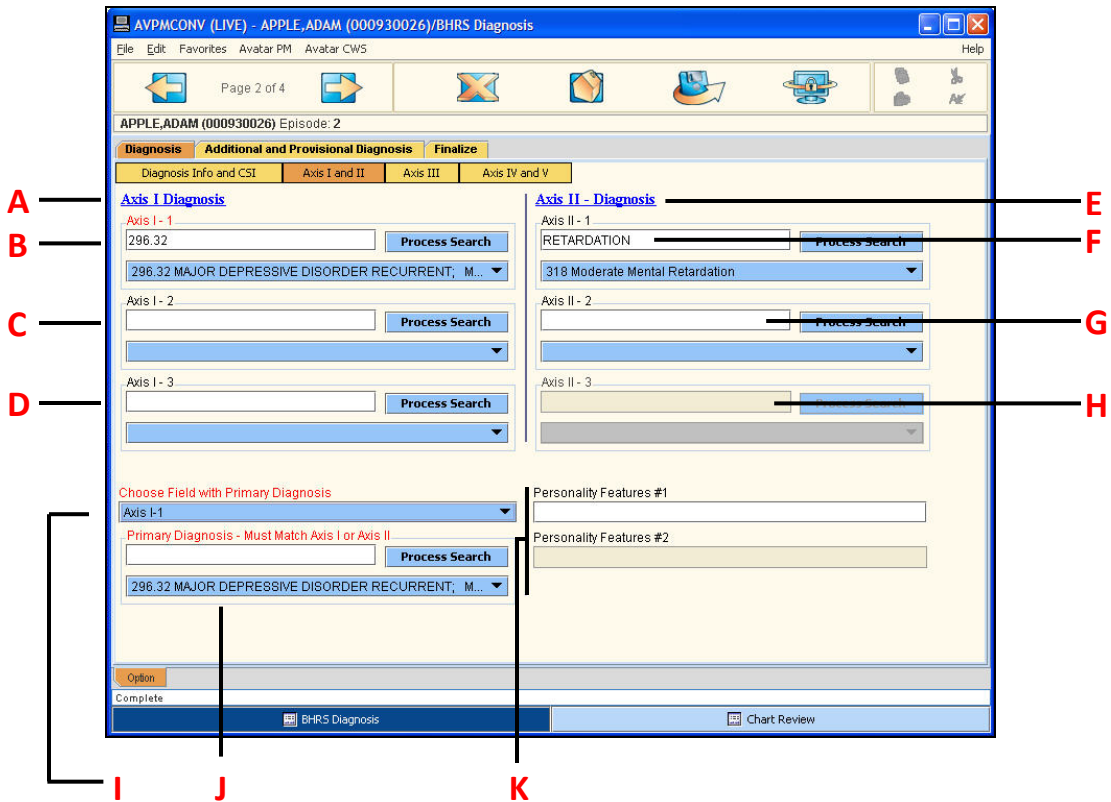 AVPMCONV (LIVE) - APPLE,ADAM (000930026)/BHRS Diagnosis
File Edit Favorites Avatar PM Avatar CWS Help
Page 2 of 4
APPLE,ADAM (000930026) Episode: 2
Diagnosis Additional and Provisional Diagnosis Finalize
Diagnosis Info and CSI Axis I and II Axis III Axis IV and V
A Axis I Diagnosis Axis II - Diagnosis E
Axis I - 1 Axis II - 1
B 296.32 Process Search RETARDATION Process Search F
296.32 MAJOR DEPRESSIVE DISORDER RECURRENT; M... 318 Moderate Mental Retardation
Axis I - 2 Axis II - 2
C Process Search Process Search G
Axis I - 3 Axis II - 3
D Process Search Process Search H
Choose Field with Primary Diagnosis Personality Features #1
Axis I-1
Primary Diagnosis - Must Match Axis I or Axis II Personality Features #2
Process Search
296.32 MAJOR DEPRESSIVE DISORDER RECURRENT; M...
Option
Complete
BHRS Diagnosis Chart Review
I J K